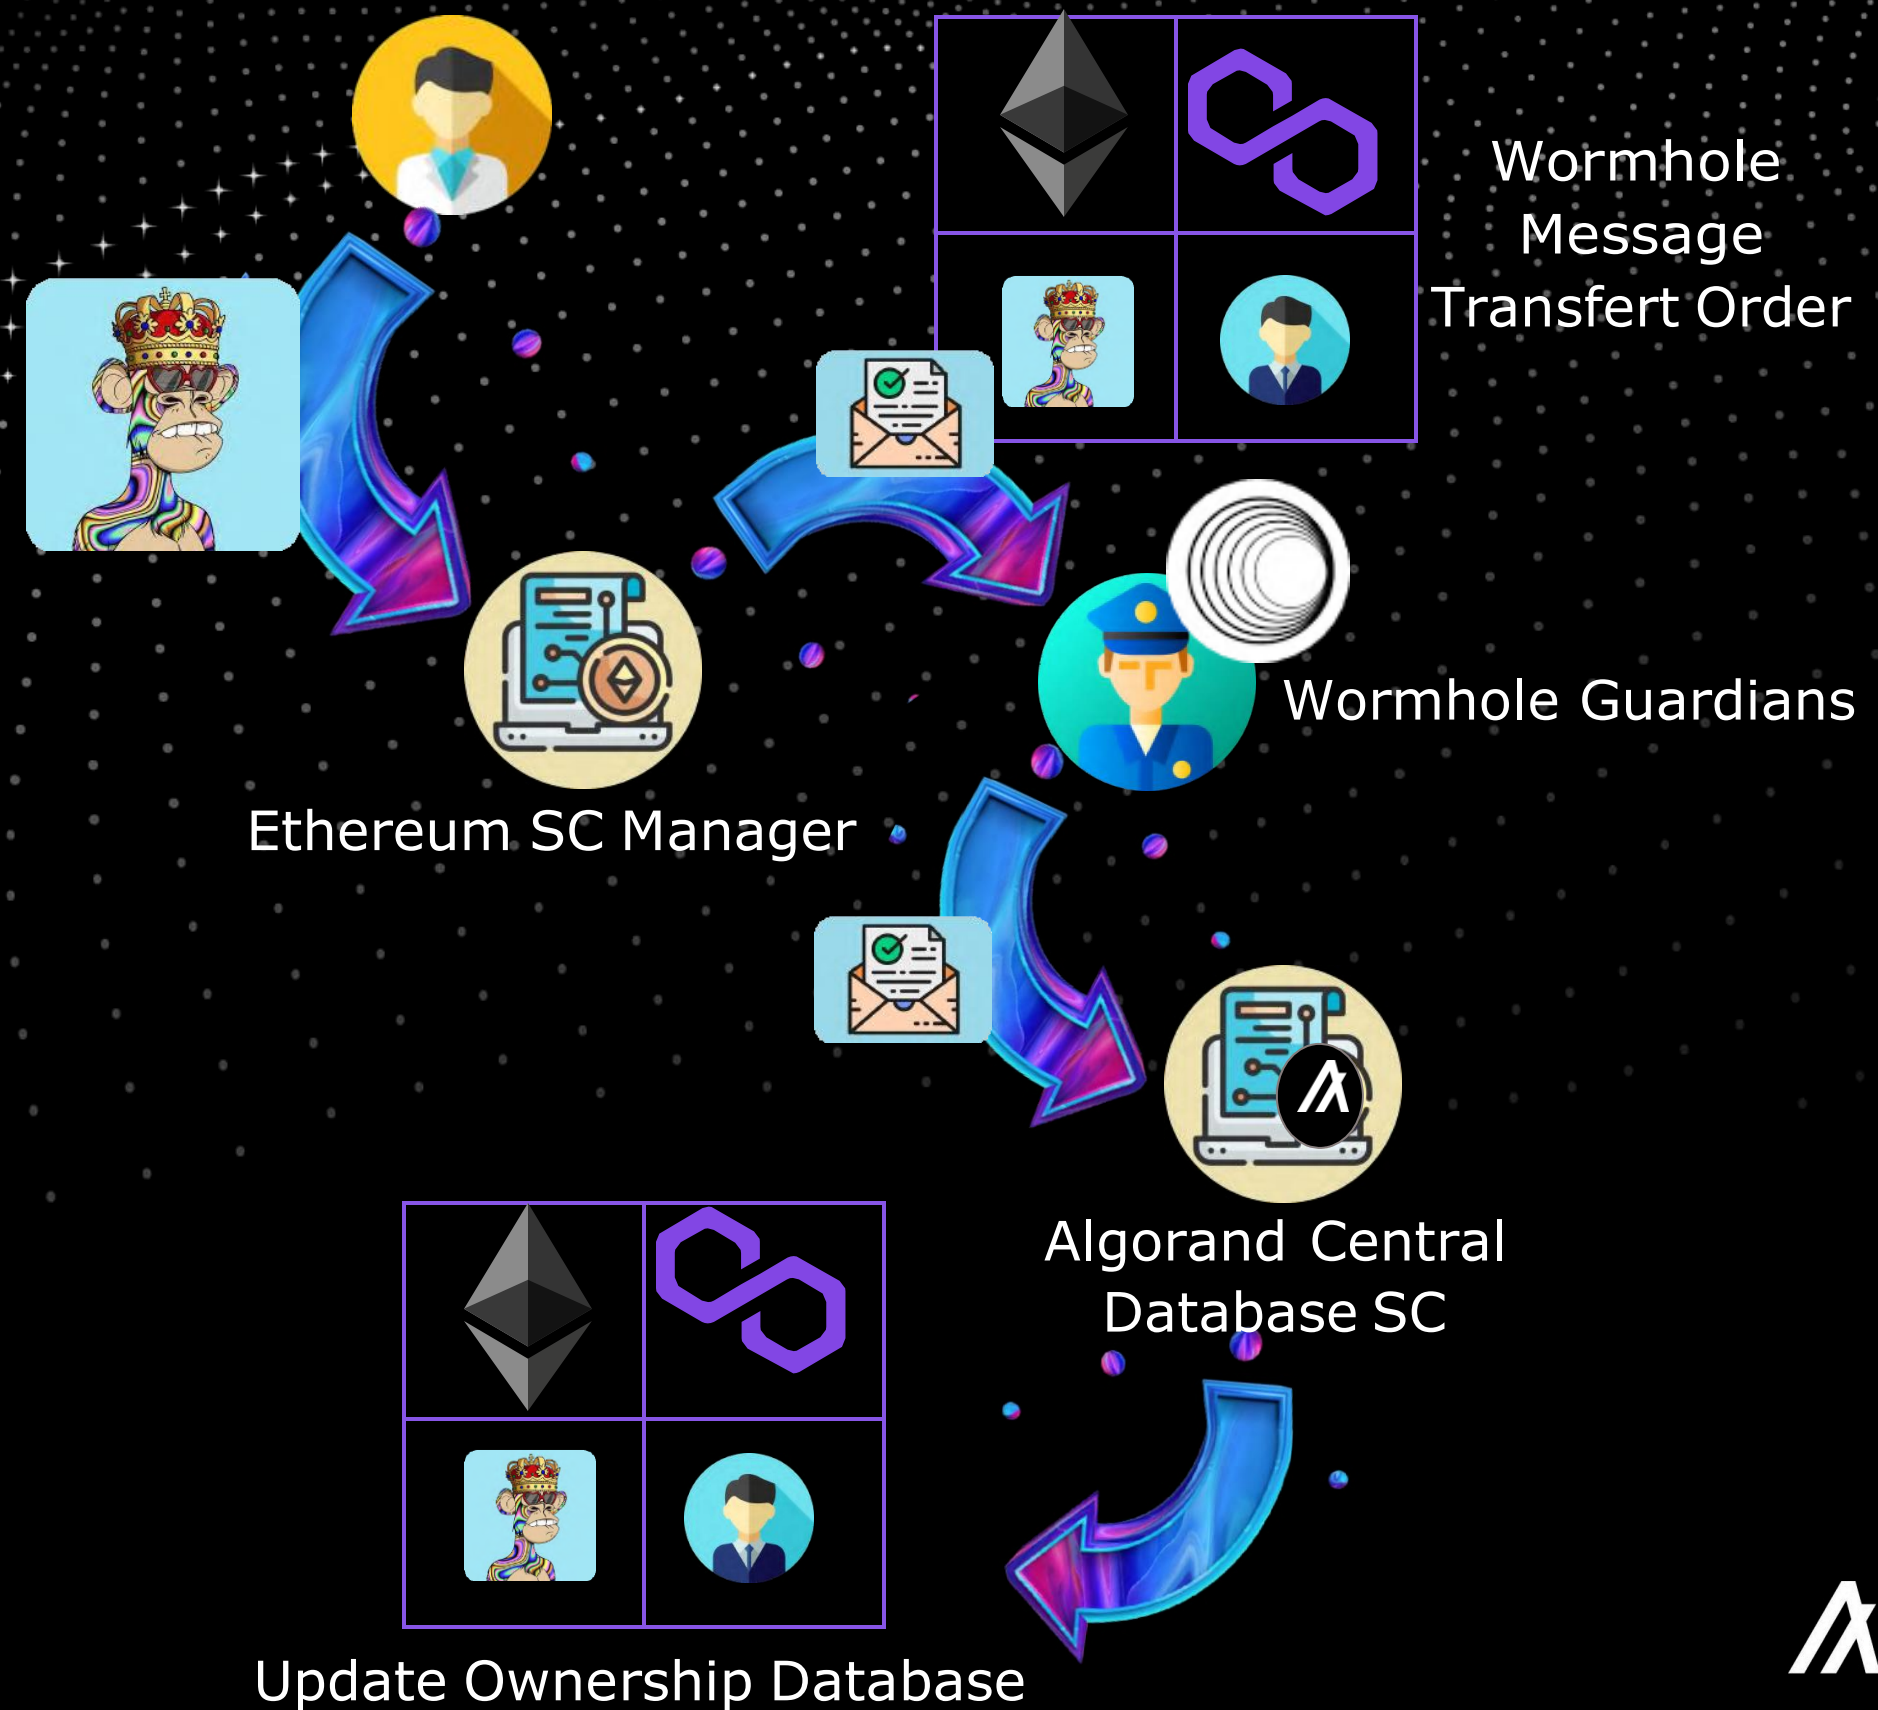 Wormhole
Message
Transfert Order
Wormhole Guardians
Ethereum SC Manager
Algorand Central
Database SC
Update Ownership Database